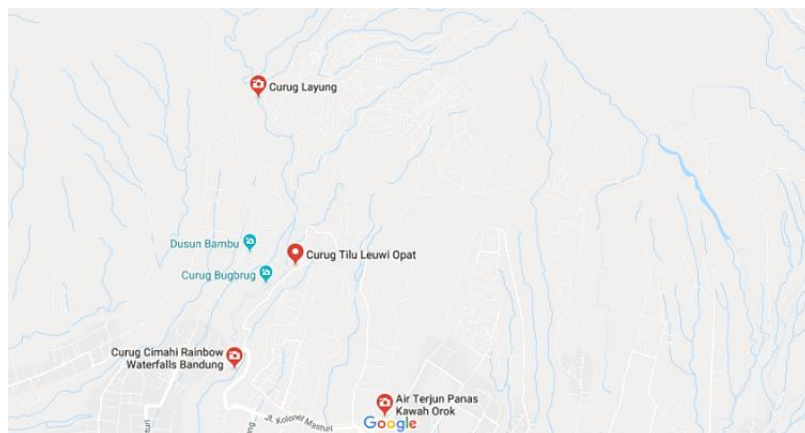 Curug Layung
Dusun Bambu
Curug Tilu Leuwi Opat
Curug Bugbrug
Curug Cimahi Rainbow
Waterfalls Bandung
Air Terjun Panas
Kawah Orok
JL. Kolonel Masturi
Google